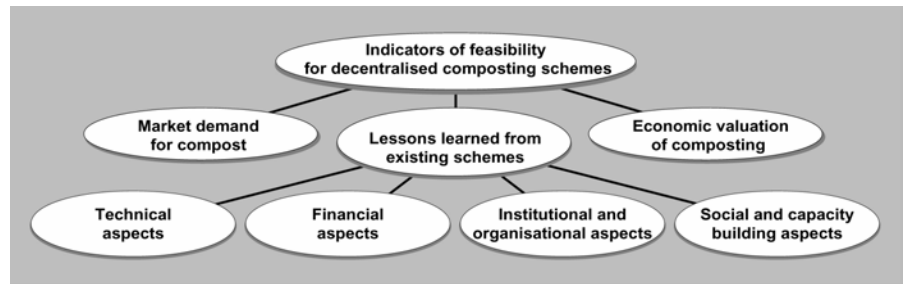 Indicators of feasibility
for decentralised composting schemes
Market demand
for compost
Lessons learned from
existing schemes
Economic valuation
of composting
Technical
aspects
Financial
aspects
Institutional and
organisational aspects
Social and capacity
building aspects